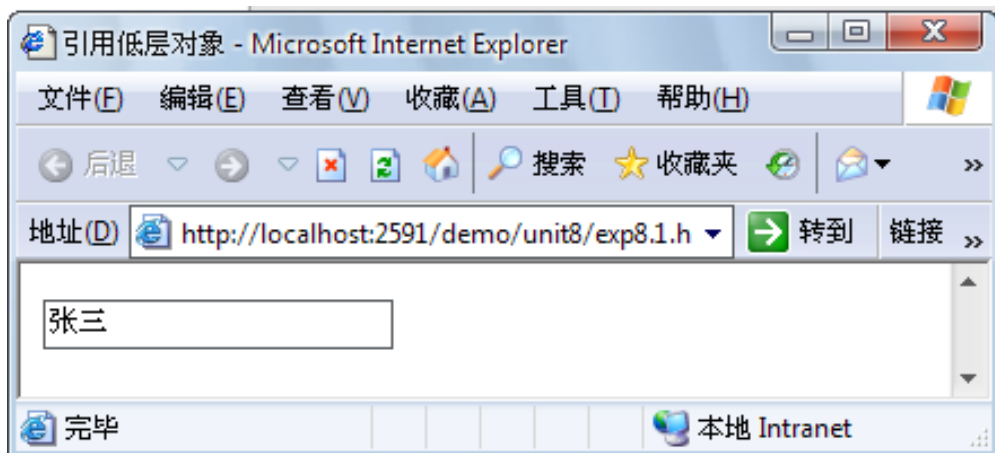 引用低层对象 - Microsoft Internet Explorer
文件(F) 编辑(E) 查看(V) 收藏(A) 工具(T) 帮助(H)
后退 搜索 收藏夹 »
地址(D) http://localhost:2591/demo/unit8/exp8.1.h 转到 链接 »
张三
完毕 本地 Intranet